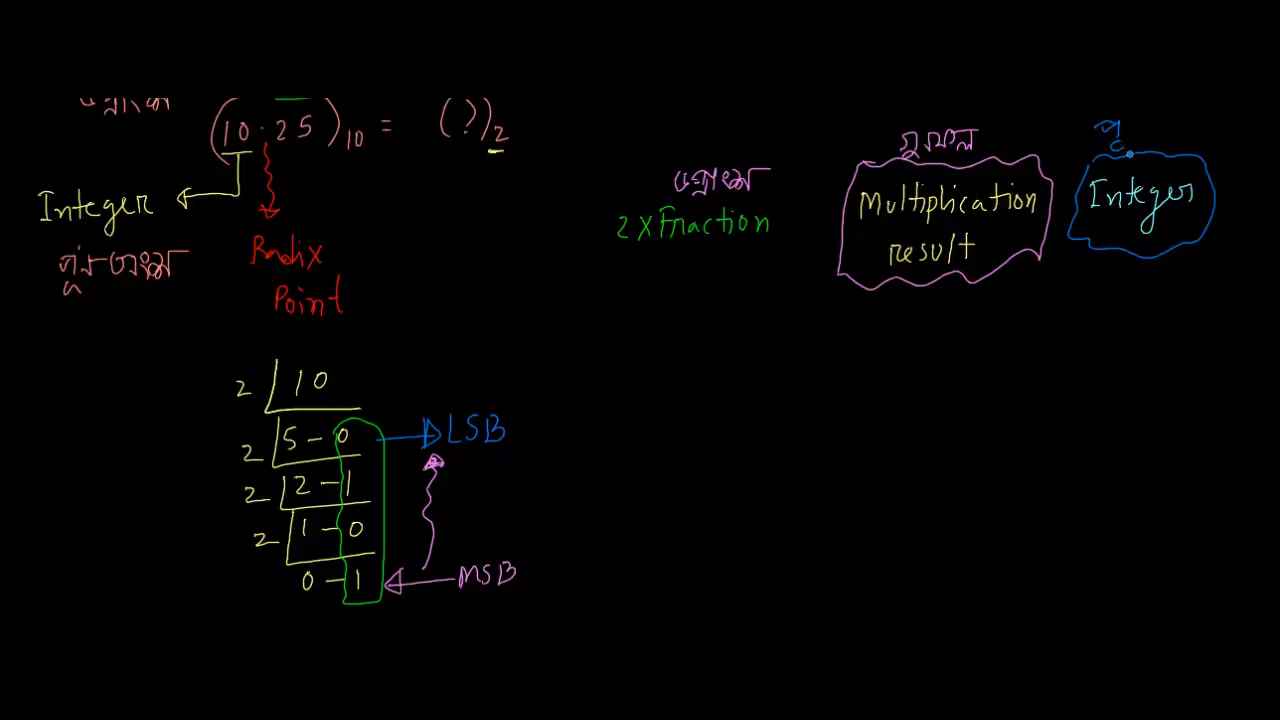 (10.25)10 = (?)2
Integer
পূর্ণ-অংশ
Radix
Point
2 | 10
2 | 5 - 0
2 | 2 - 1
2 | 1 - 0
0 - 1
LSB
MSB
2 X Fraction
গুণফল
Multiplication
result
Integer